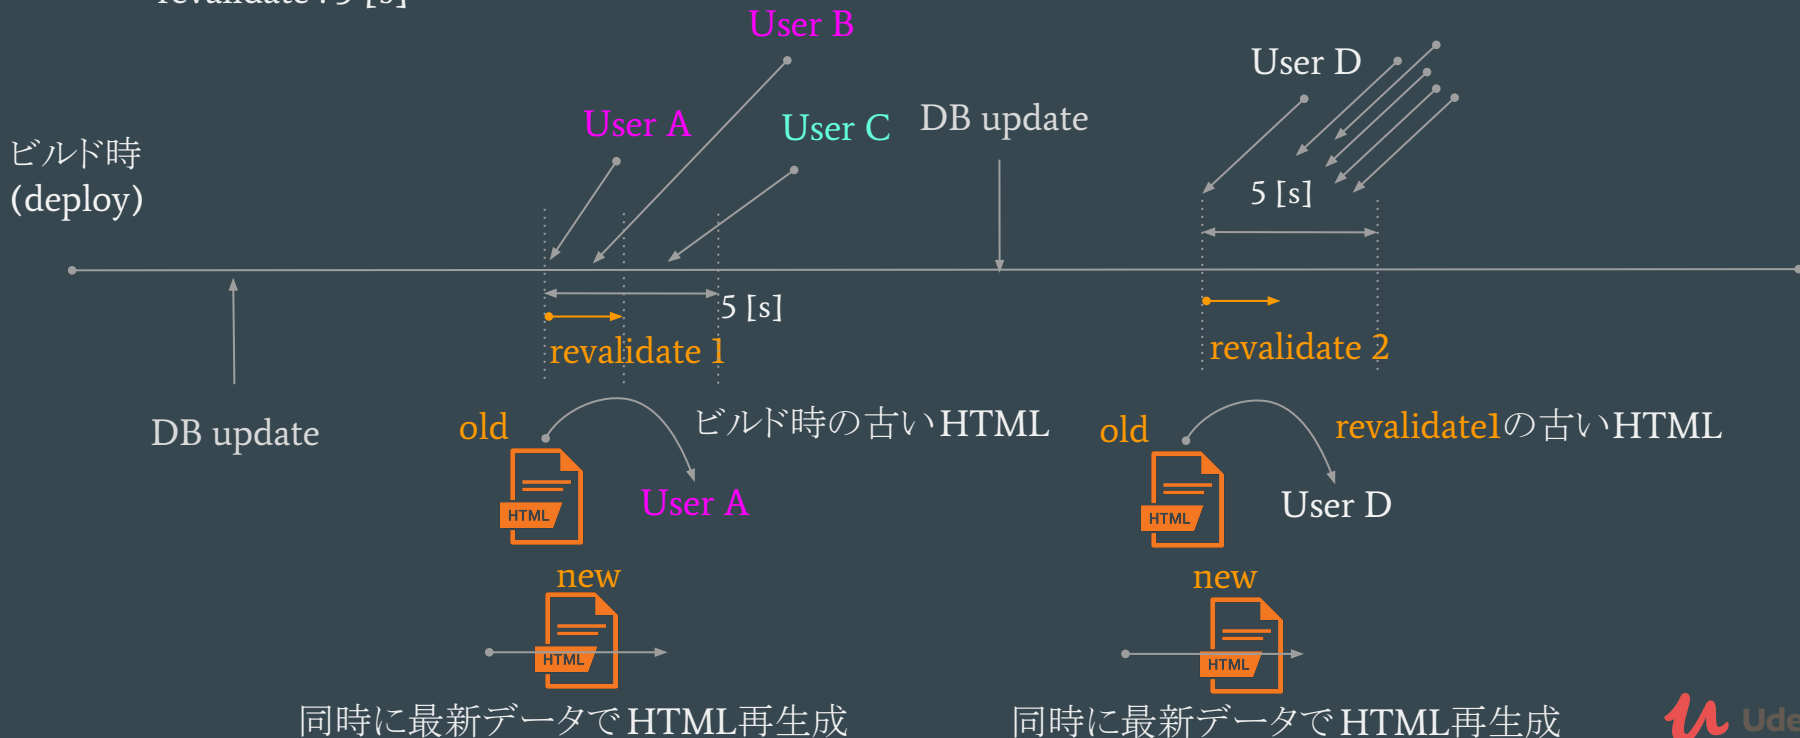 revalidate : 5 [s]
User B
User D
User A
User C
DB update
ビルド時
(deploy)
5 [s]
5 [s]
revalidate 1
revalidate 2
DB update
old
ビルド時の古いHTML
old
revalidate1の古いHTML
HTML
User A
HTML
User D
new
new
HTML
HTML
同時に最新データでHTML再生成
同時に最新データでHTML再生成